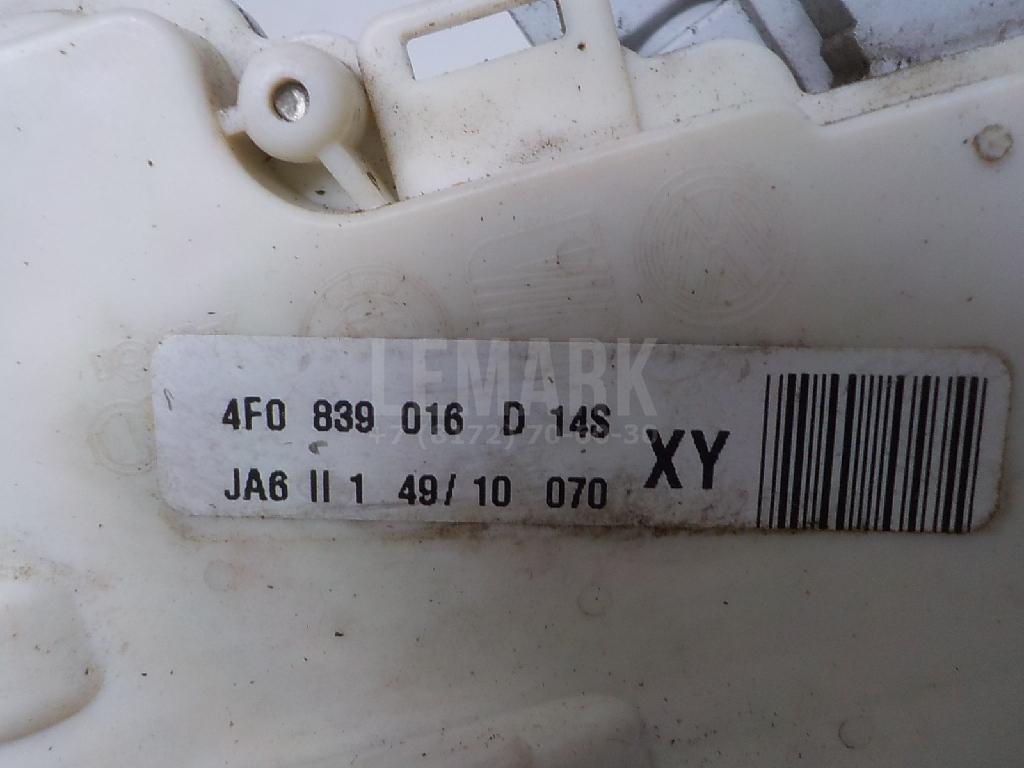 LEMARK
4F0 839 016 D 14S
XY
JA6 II 1 49/10 070